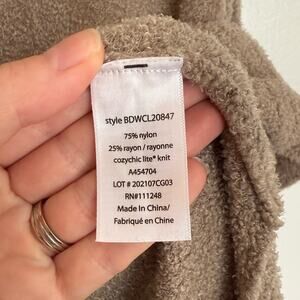 style BDWCL20847
75% nylon
25% rayon / rayonne
cozychic lite® knit
A454704
LOT # 202107CG03
RN#111248
Made in China/
Fabriqué en Chine